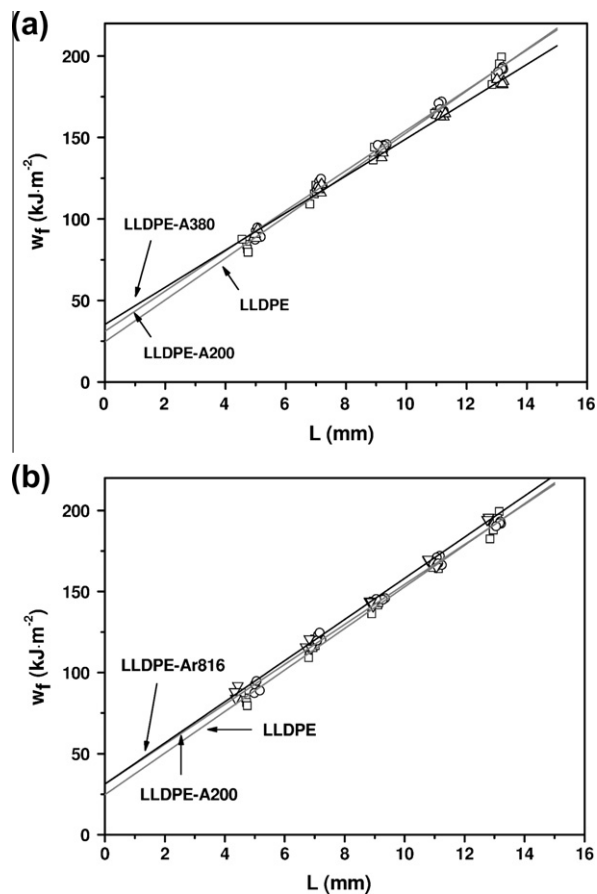 (a)
200
150
100
50
0
w_f (kJ·m⁻²)
LLDPE-A380
LLDPE
LLDPE-A200
0 2 4 6 8 10 12 14 16
L (mm)
(b)
200
150
100
50
0
w_f (kJ·m⁻²)
LLDPE-Ar816
LLDPE
LLDPE-A200
0 2 4 6 8 10 12 14 16
L (mm)